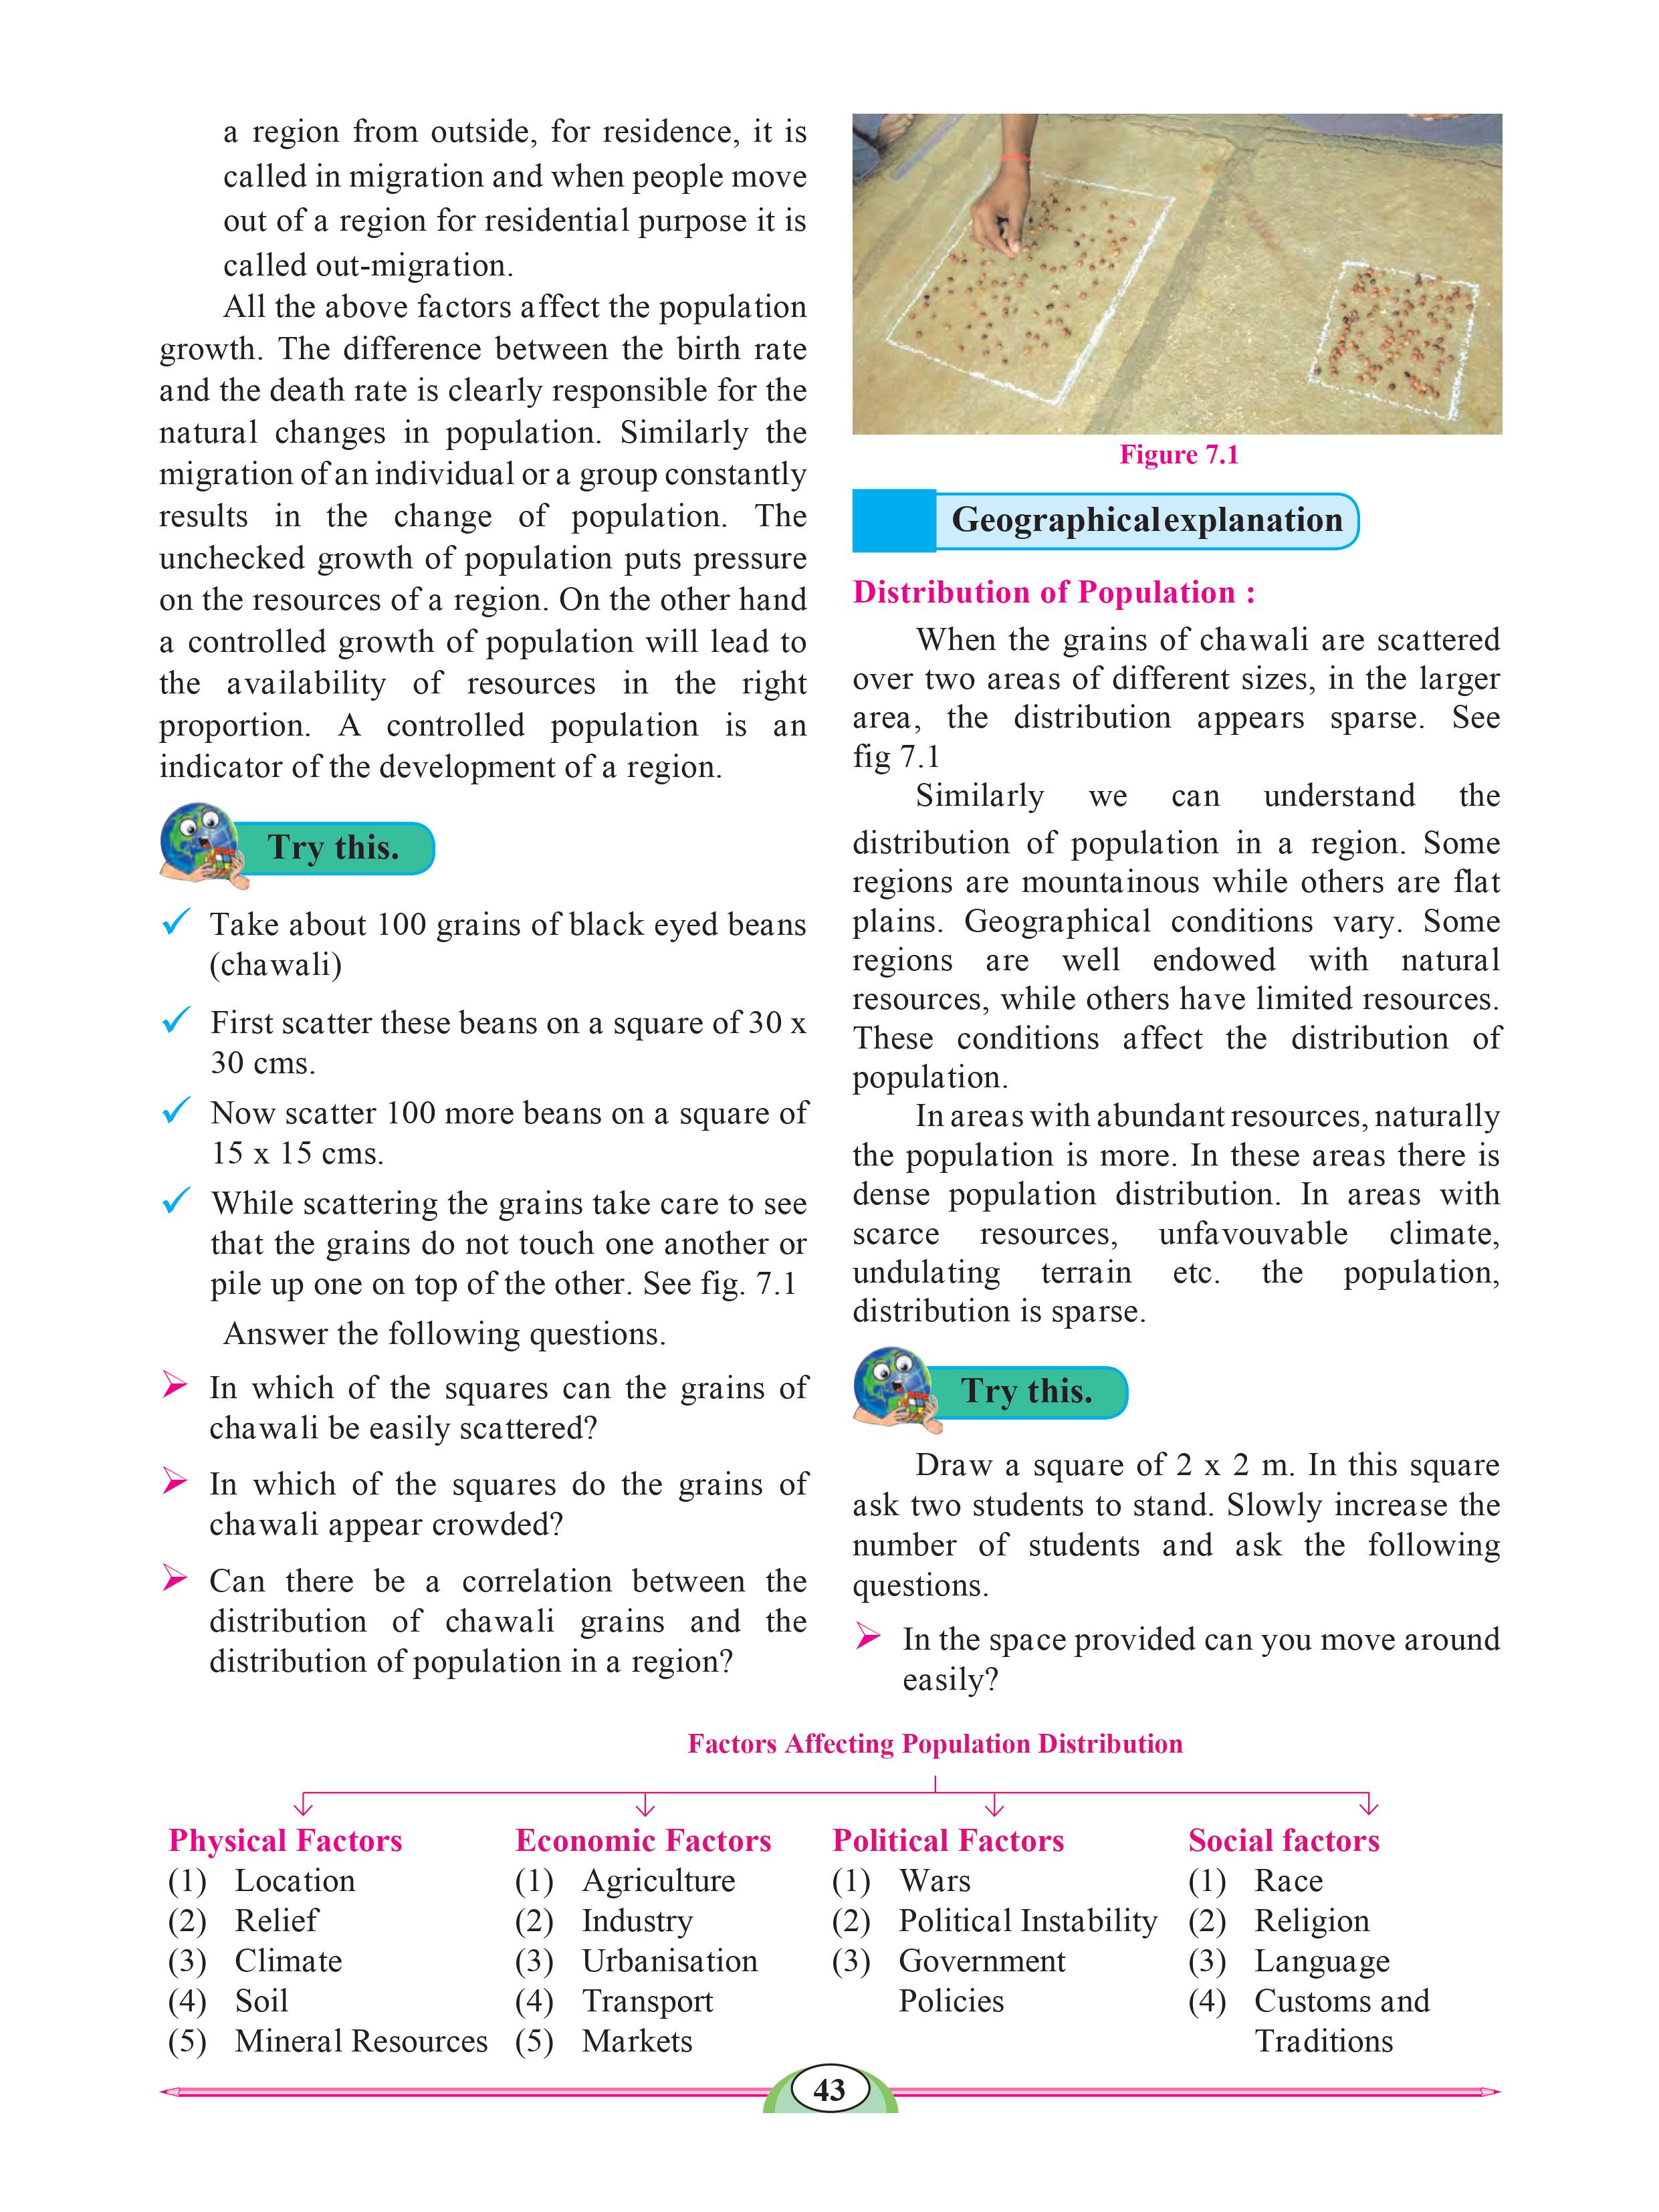 a region from outside, for residence, it is
called in migration and when people move
out of a region for residential purpose it is
called out-migration.
All the above factors affect the population
growth. The difference between the birth rate
and the death rate is clearly responsible for the
natural changes in population. Similarly the
migration of an individual or a group constantly
results in the change of population. The
unchecked growth of population puts pressure
on the resources of a region. On the other hand
a controlled growth of population will lead to
the availability of resources in the right
proportion. A controlled population is an
indicator of the development of a region.
Try this.
Take about 100 grains of black eyed beans
(chawali)
First scatter these beans on a square of 30 x
30 cms.
Now scatter 100 more beans on a square of
15 x 15 cms.
While scattering the grains take care to see
that the grains do not touch one another or
pile up one on top of the other. See fig. 7.1
Answer the following questions.
In which of the squares can the grains of
chawali be easily scattered?
In which of the squares do the grains of
chawali appear crowded?
Can there be a correlation between the
distribution of chawali grains and the
distribution of population in a region?
Figure 7.1
Geographical explanation
Distribution of Population :
When the grains of chawali are scattered
over two areas of different sizes, in the larger
area, the distribution appears sparse. See
fig 7.1
Similarly we can understand the
distribution of population in a region. Some
regions are mountainous while others are flat
plains. Geographical conditions vary. Some
regions are well endowed with natural
resources, while others have limited resources.
These conditions affect the distribution of
population.
In areas with abundant resources, naturally
the population is more. In these areas there is
dense population distribution. In areas with
scarce resources, unfavouvable climate,
undulating terrain etc. the population,
distribution is sparse.
Try this.
Draw a square of 2 x 2 m. In this square
ask two students to stand. Slowly increase the
number of students and ask the following
questions.
In the space provided can you move around
easily?
Factors Affecting Population Distribution
Physical Factors
(1) Location
(2) Relief
(3) Climate
(4) Soil
(5) Mineral Resources
Economic Factors
(1) Agriculture
(2) Industry
(3) Urbanisation
(4) Transport
(5) Markets
Political Factors
(1) Wars
(2) Political Instability
(3) Government
Policies
Social factors
(1) Race
(2) Religion
(3) Language
(4) Customs and
Traditions
43